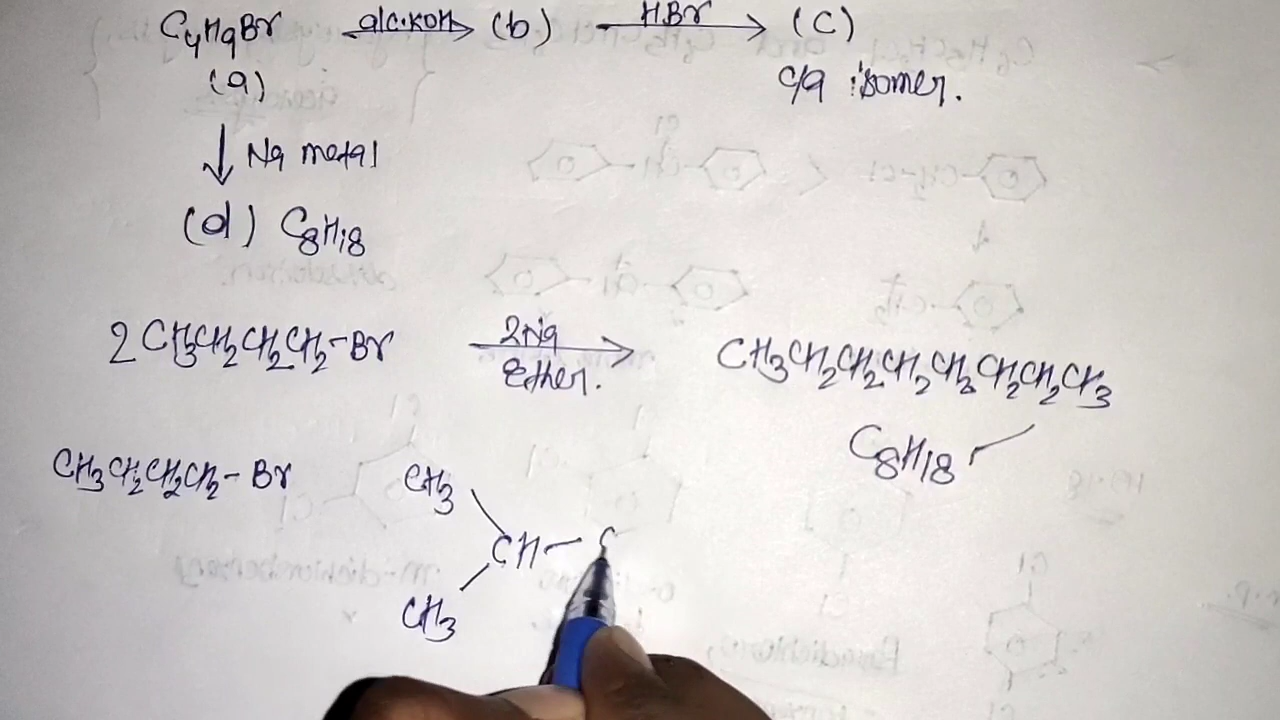 C4H9Br —alc.KOH→ (b) —HBr→ (C)
(a) C/a isomer.
↓ Na metal
(d) C8H18
2 CH3CH2CH2CH2-Br —2Na→ CH3CH2CH2CH2CH2CH2CH2CH3
Ether.
C8H18
CH3CH2CH2CH2-Br CH3
CH-C
CH3